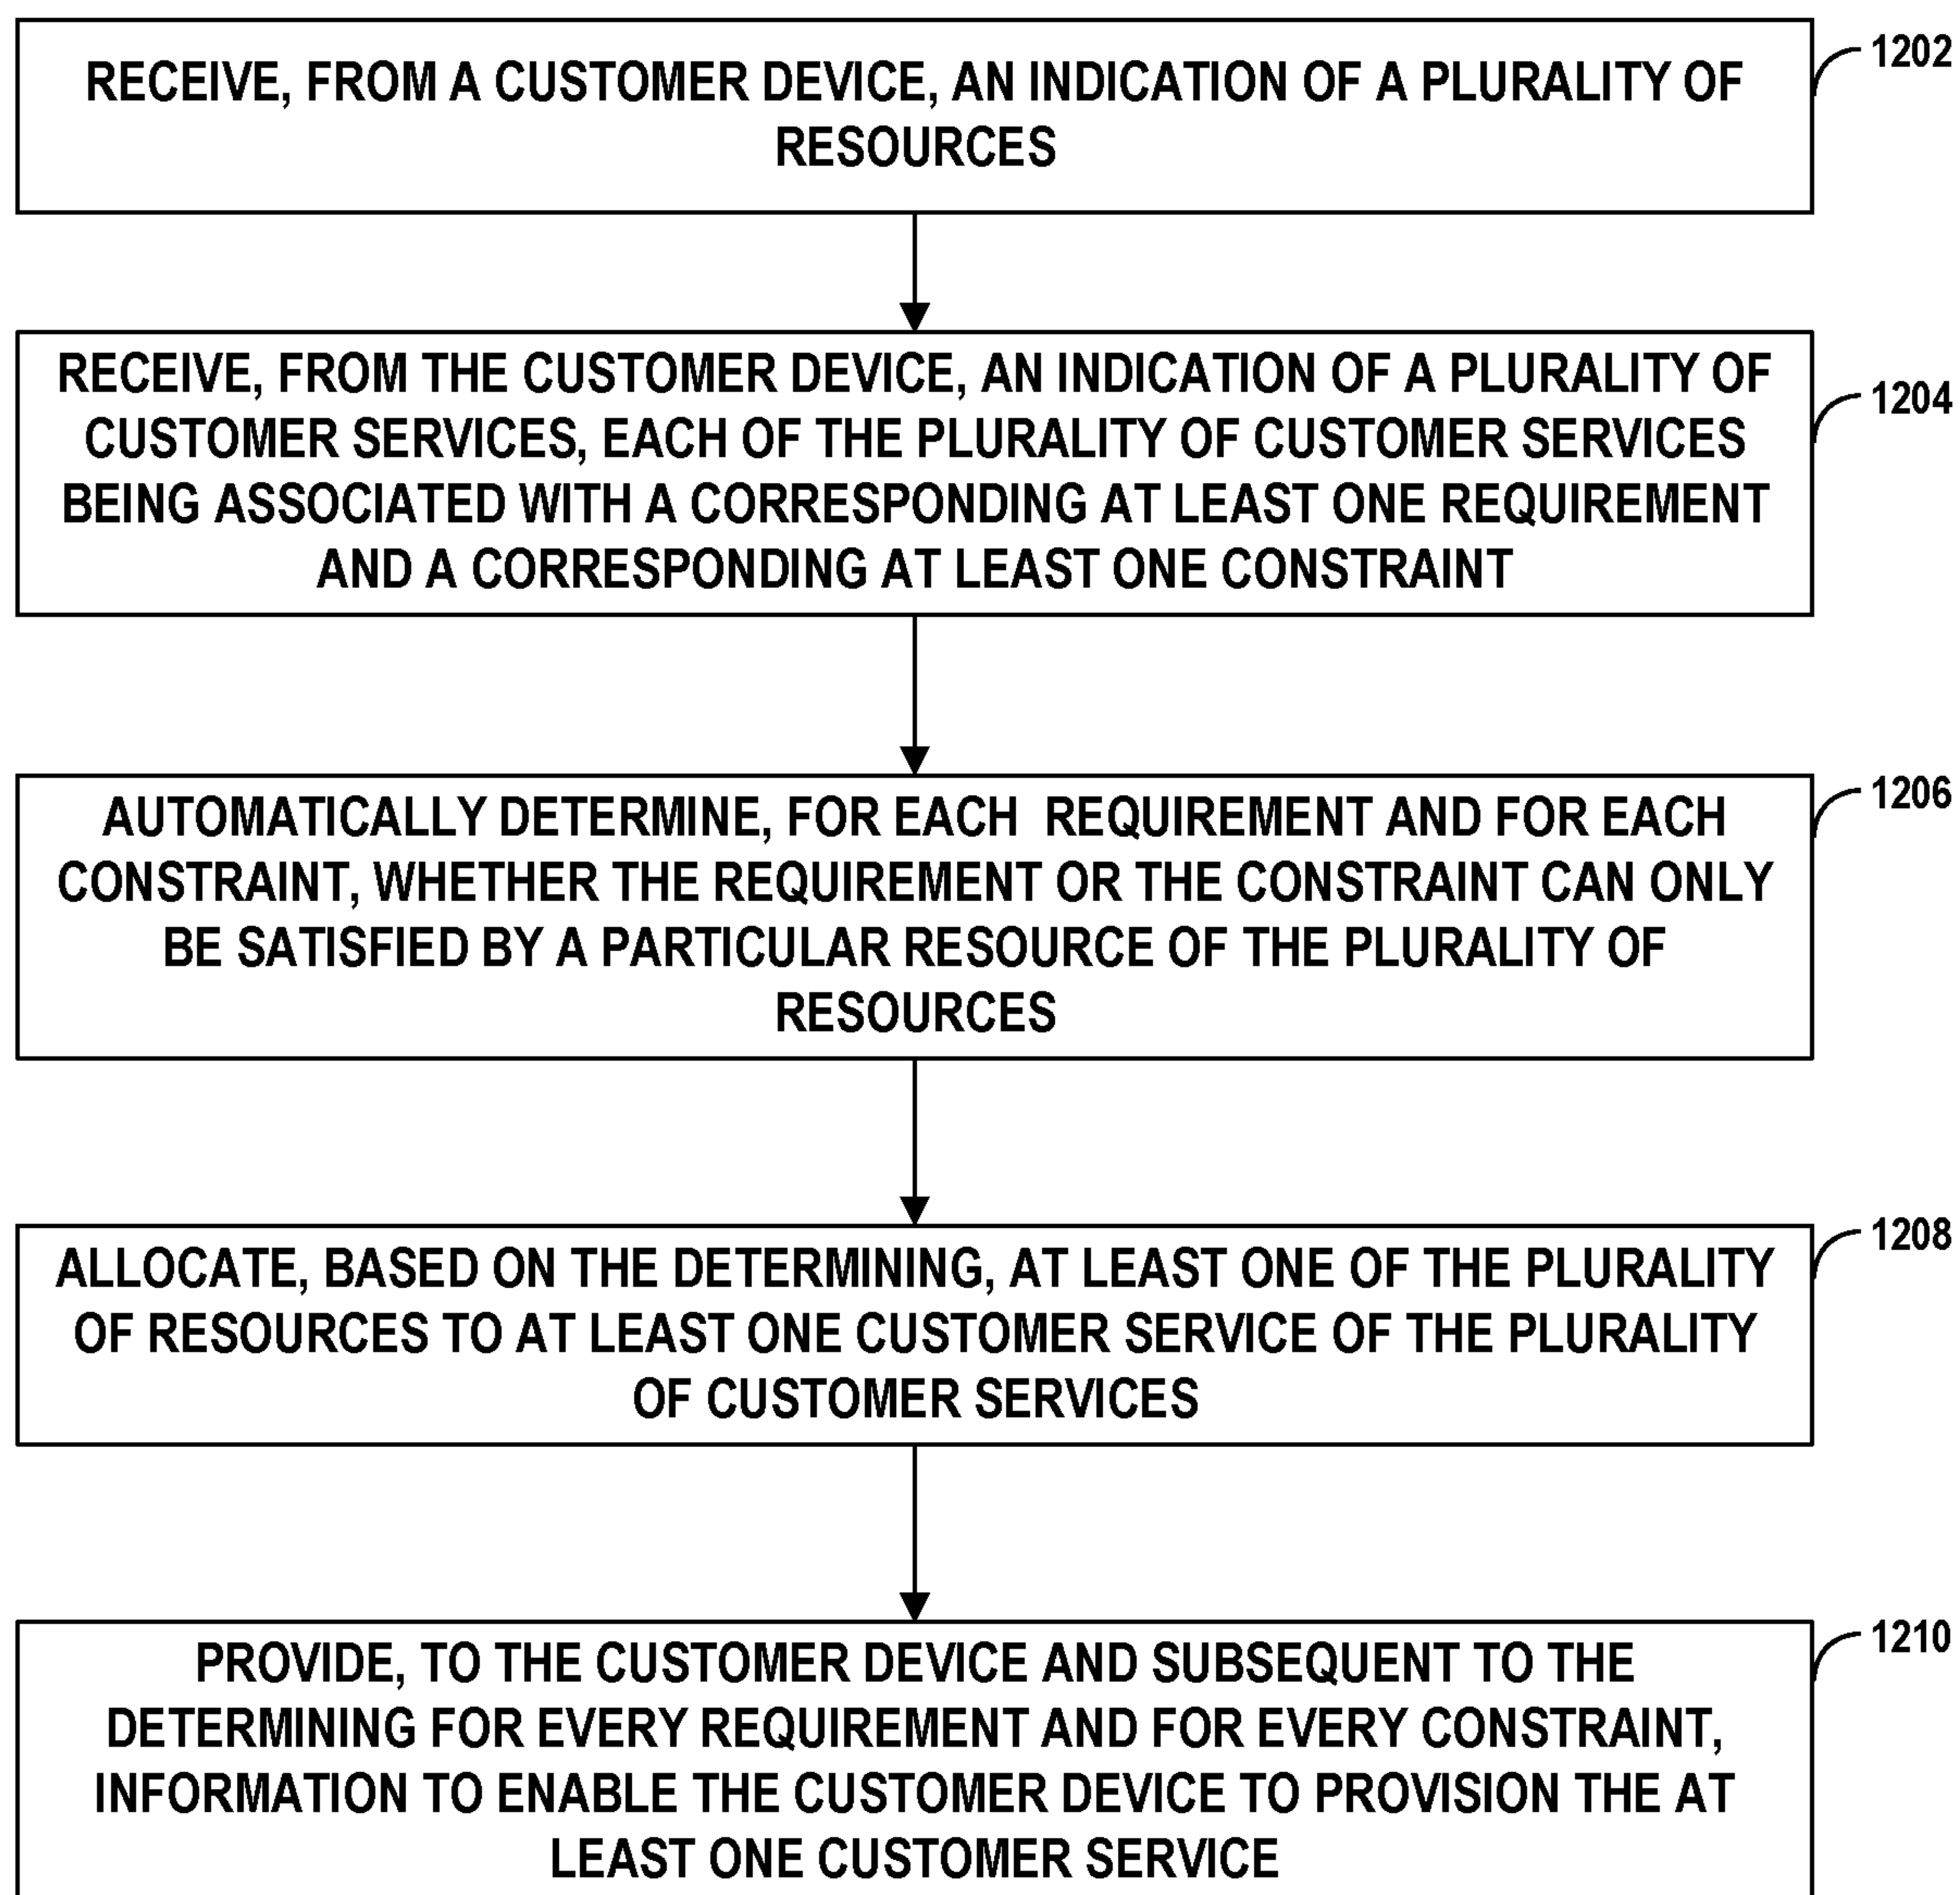 RECEIVE, FROM A CUSTOMER DEVICE, AN INDICATION OF A PLURALITY OF
RESOURCES
1202
RECEIVE, FROM THE CUSTOMER DEVICE, AN INDICATION OF A PLURALITY OF
CUSTOMER SERVICES, EACH OF THE PLURALITY OF CUSTOMER SERVICES
BEING ASSOCIATED WITH A CORRESPONDING AT LEAST ONE REQUIREMENT
AND A CORRESPONDING AT LEAST ONE CONSTRAINT
1204
AUTOMATICALLY DETERMINE, FOR EACH REQUIREMENT AND FOR EACH
CONSTRAINT, WHETHER THE REQUIREMENT OR THE CONSTRAINT CAN ONLY
BE SATISFIED BY A PARTICULAR RESOURCE OF THE PLURALITY OF
RESOURCES
1206
ALLOCATE, BASED ON THE DETERMINING, AT LEAST ONE OF THE PLURALITY
OF RESOURCES TO AT LEAST ONE CUSTOMER SERVICE OF THE PLURALITY
OF CUSTOMER SERVICES
1208
PROVIDE, TO THE CUSTOMER DEVICE AND SUBSEQUENT TO THE
DETERMINING FOR EVERY REQUIREMENT AND FOR EVERY CONSTRAINT,
INFORMATION TO ENABLE THE CUSTOMER DEVICE TO PROVISION THE AT
LEAST ONE CUSTOMER SERVICE
1210